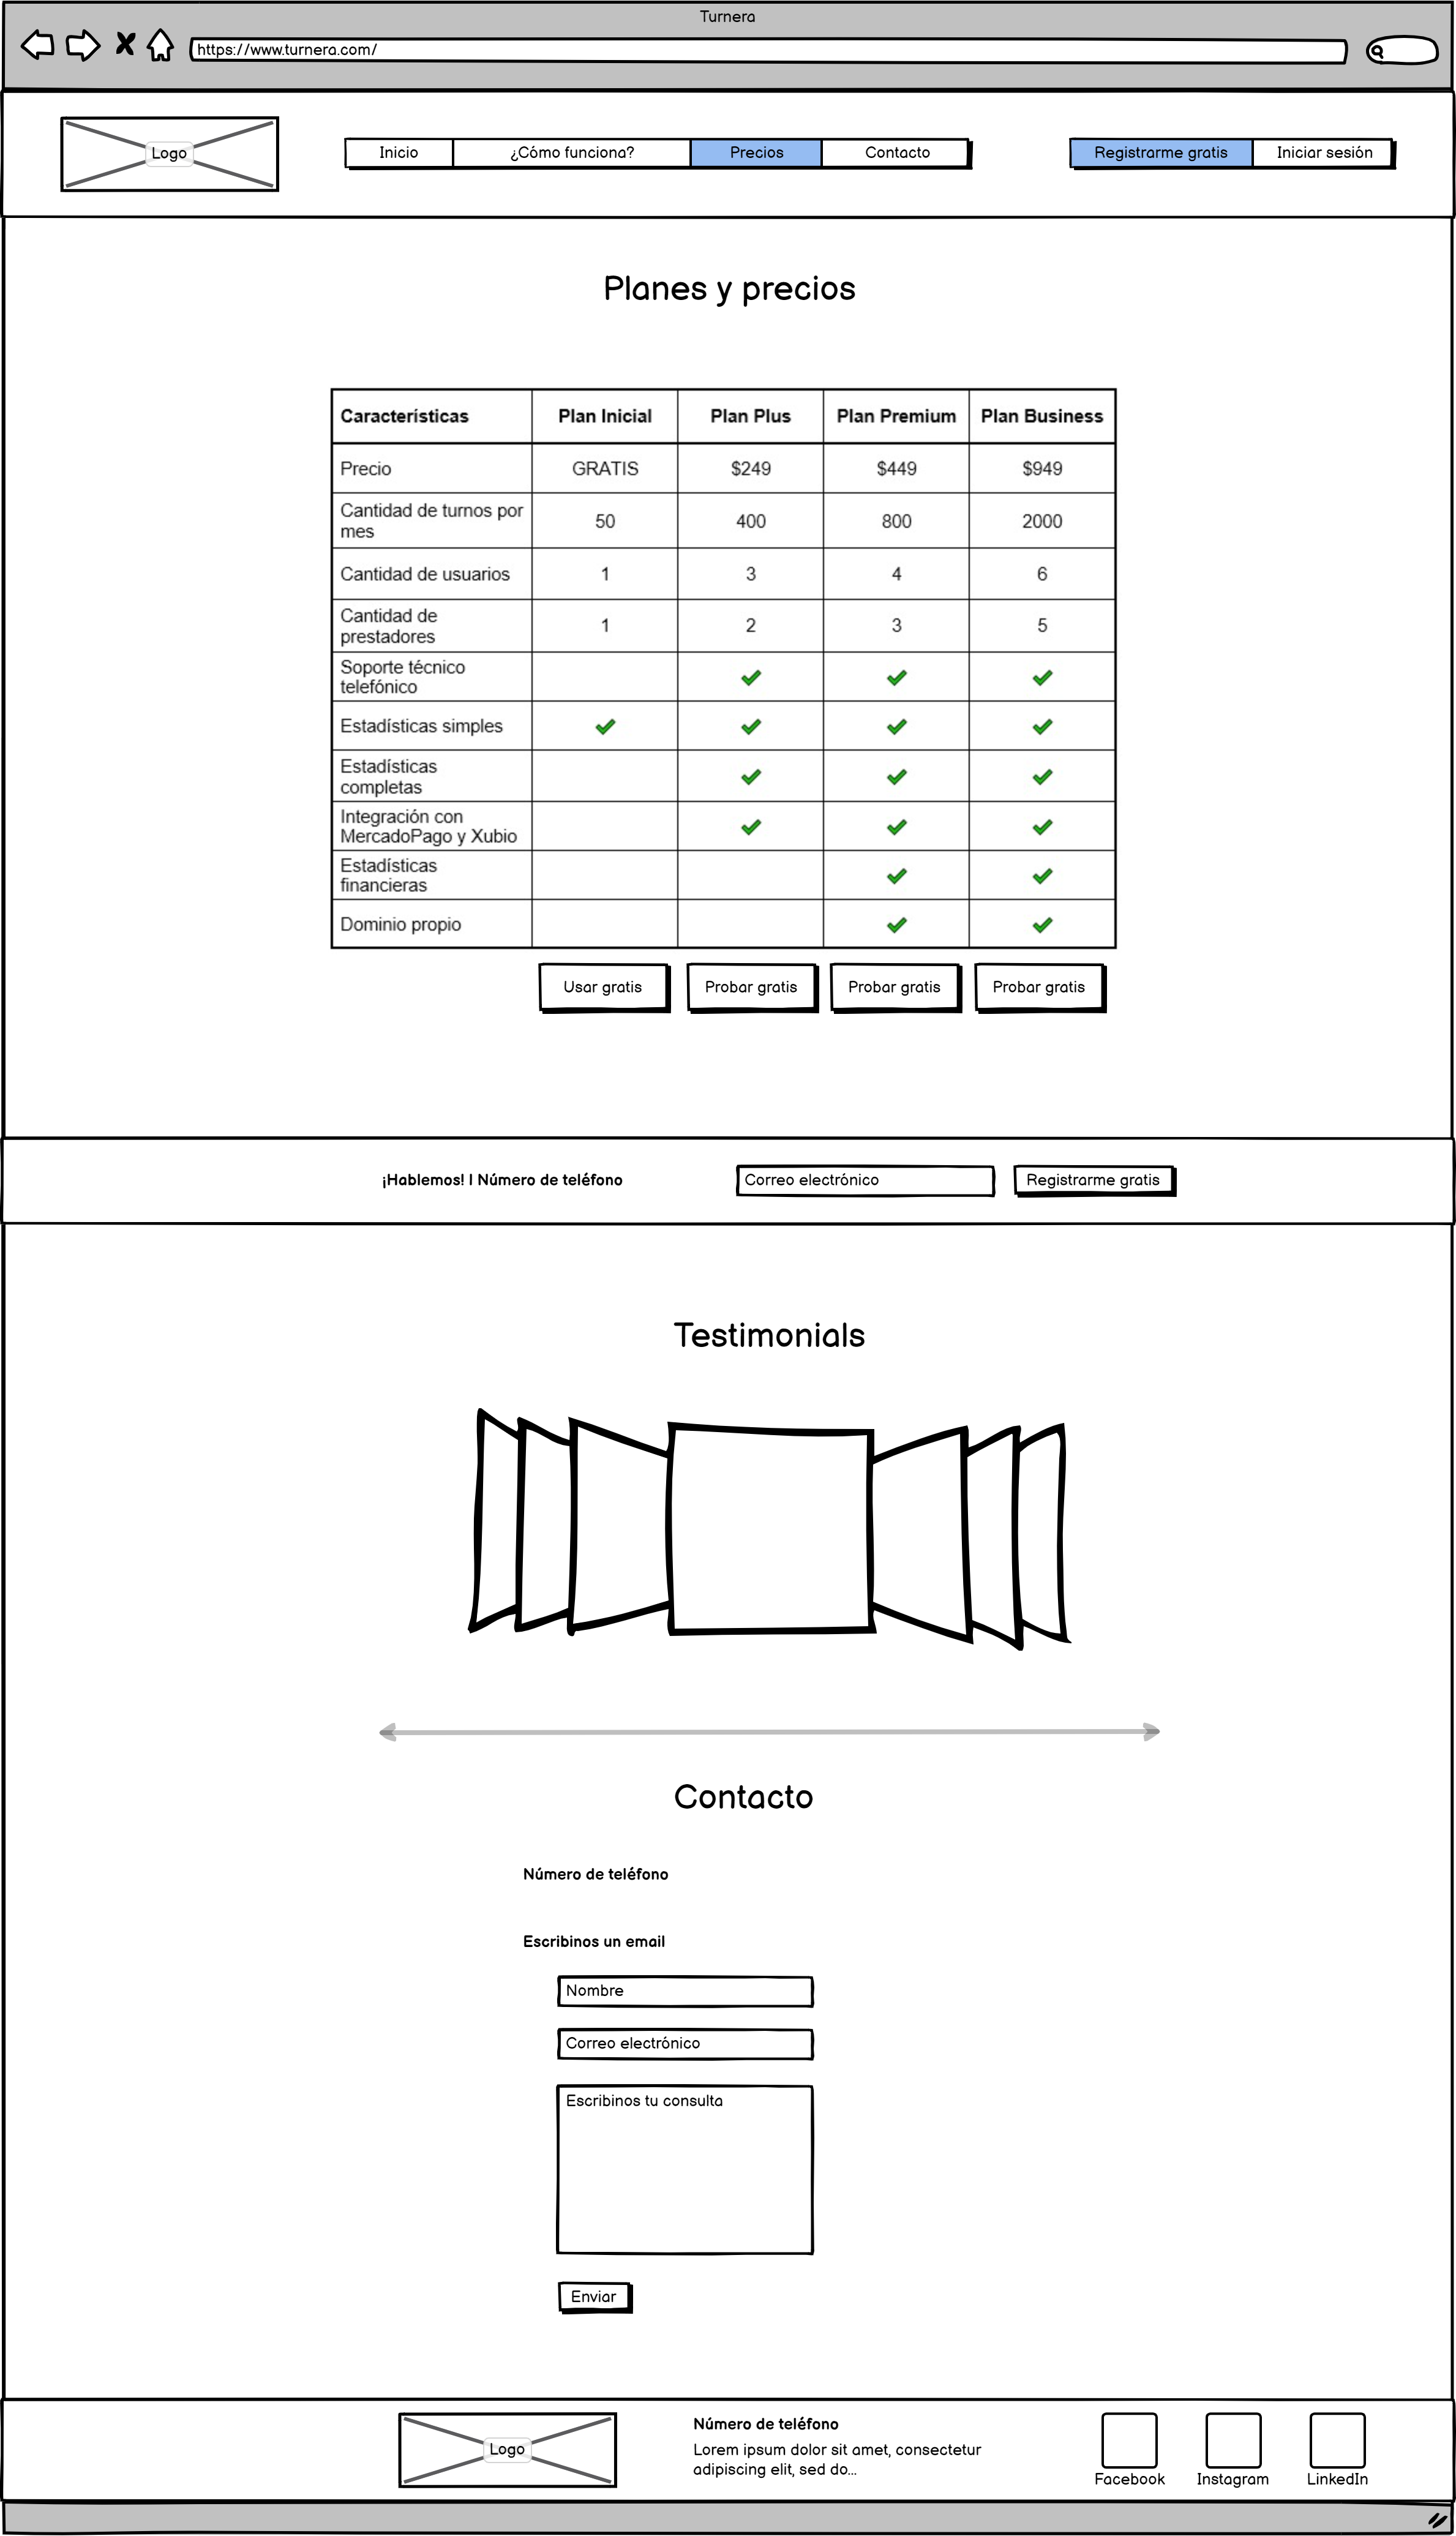 Turnera
https://www.turnera.com/
Logo
Inicio ¿Cómo funciona? Precios Contacto Registrarme gratis Iniciar sesión
Planes y precios
Características Plan Inicial Plan Plus Plan Premium Plan Business
Precio GRATIS $249 $449 $949
Cantidad de turnos por
mes 50 400 800 2000
Cantidad de usuarios 1 3 4 6
Cantidad de
prestadores 1 2 3 5
Soporte técnico
telefónico
Estadísticas simples
Estadísticas
completas
Integración con
MercadoPago y Xubio
Estadísticas
financieras
Dominio propio
Usar gratis Probar gratis Probar gratis Probar gratis
¡Hablemos! | Número de teléfono Correo electrónico Registrarme gratis
Testimonials
Contacto
Número de teléfono
Escribinos un email
Nombre
Correo electrónico
Escribinos tu consulta
Enviar
Logo
Número de teléfono
Lorem ipsum dolor sit amet, consectetur
adipiscing elit, sed do...
Facebook Instagram LinkedIn